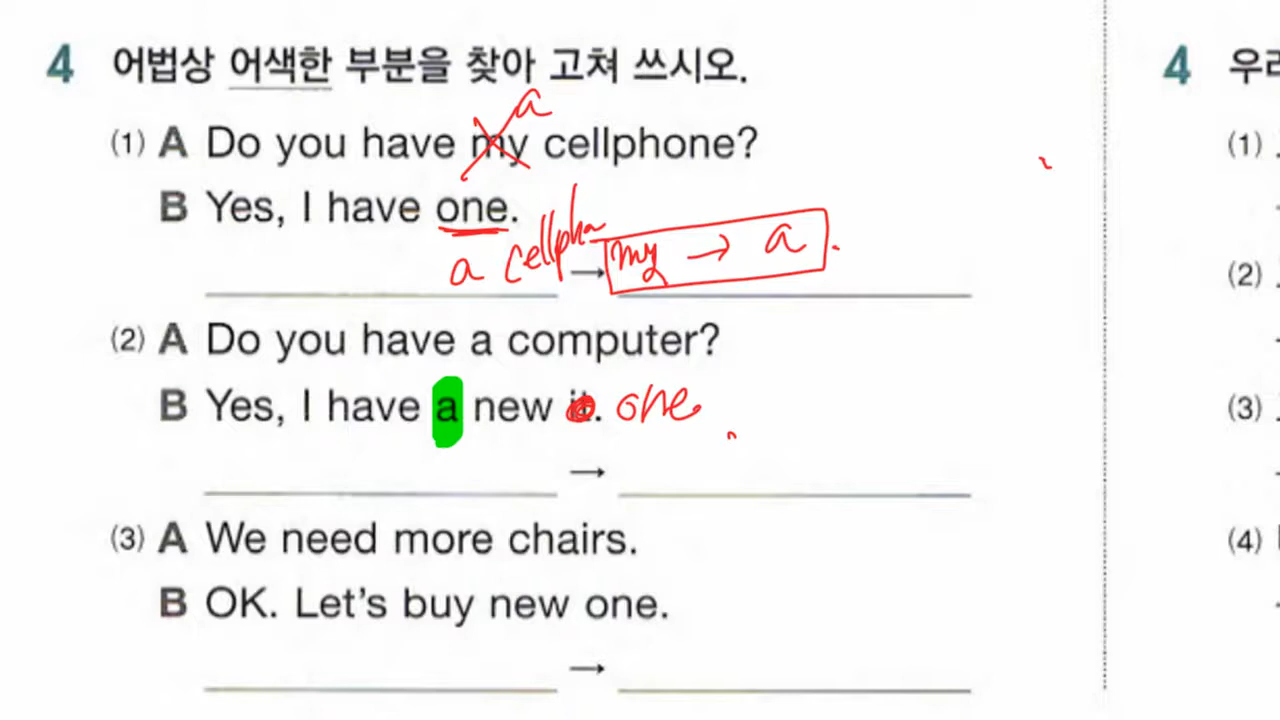 4 어법상 어색한 부분을 찾아 고쳐 쓰시오.
a
(1) A Do you have my cellphone?
B Yes, I have one.
a
my → a
→
(2) A Do you have a computer?
B Yes, I have a new it. one
→
(3) A We need more chairs.
B OK. Let's buy new one.
→
4
(1)
(2)
(3)
(4)